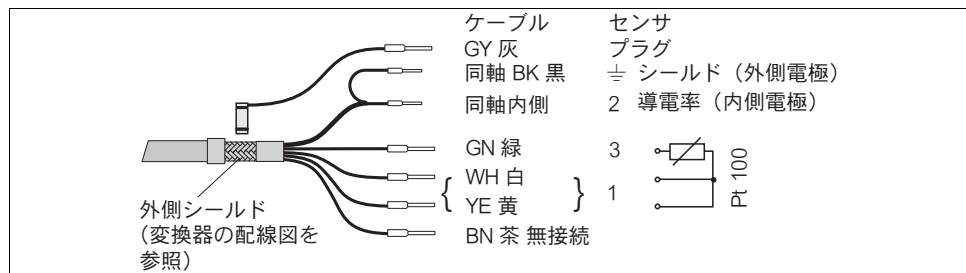 ケーブル センサ
GY 灰 プラグ
同軸 BK 黒 ⏚ シールド（外側電極）
同軸内側 2 導電率（内側電極）
GN 緑 3
WH 白
{ } 1
YE 黄
BN 茶 無接続
Pt 100
外側シールド
（変換器の配線図を
参照）